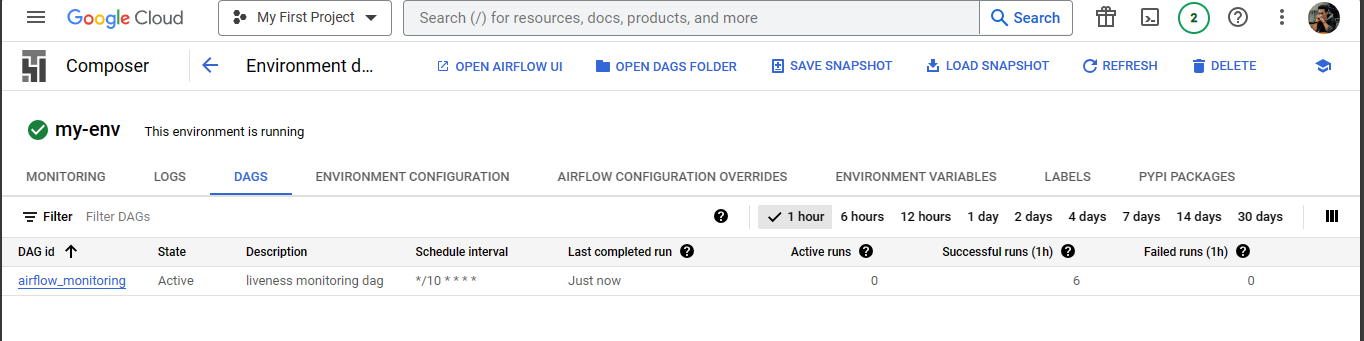 Google Cloud My First Project Search (/) for resources, docs, products, and more Search 2
Composer Environment d... OPEN AIRFLOW UI OPEN DAGS FOLDER SAVE SNAPSHOT LOAD SNAPSHOT REFRESH DELETE
my-env This environment is running
MONITORING LOGS DAGS ENVIRONMENT CONFIGURATION AIRFLOW CONFIGURATION OVERRIDES ENVIRONMENT VARIABLES LABELS PYPI PACKAGES
Filter Filter DAGs 1 hour 6 hours 12 hours 1 day 2 days 4 days 7 days 14 days 30 days
DAG id State Description Schedule interval Last completed run Active runs Successful runs (1h) Failed runs (1h)
airflow_monitoring Active liveness monitoring dag */10 * * * * Just now 0 6 0